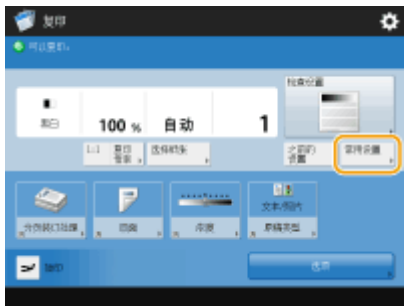 复印
可以复印。
检查设置
黑白
100 %
自动
1
1:1
复印
倍率
选择纸张
之前的
设置
常用设置
分页装订处理
双面
浓度
文本/照片
原稿类型
选项